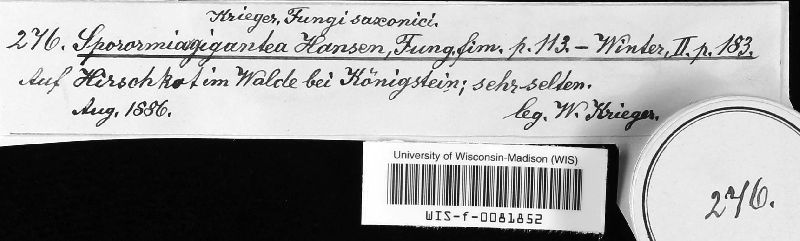 Krieger, Fungi saxonici.
276. Sporormia gigantea Hansen, Fung. fim. p. 113. – Winter, II. p. 183.
Auf Hirschkot im Walde bei Königstein; sehr selten.
Aug. 1886. leg. W. Krieger.
University of Wisconsin-Madison (WIS)
WIS-f-0081852
276.